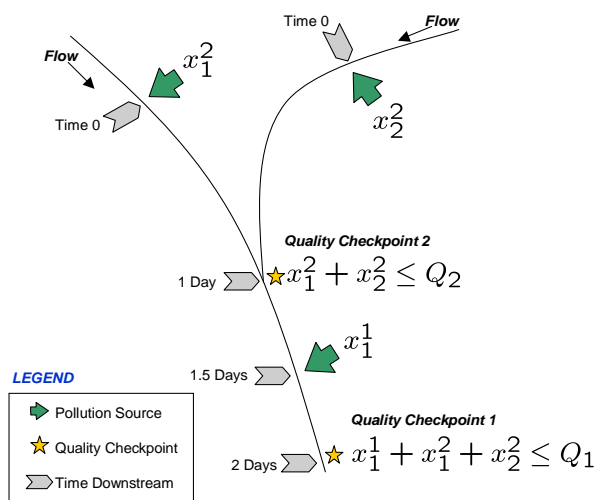 Time 0
Flow
Flow
x_1^2
Time 0
x_2^2
Quality Checkpoint 2
1 Day
x_1^2 + x_2^2 ≤ Q_2
x_1^1
1.5 Days
LEGEND
Pollution Source
Quality Checkpoint
Time Downstream
Quality Checkpoint 1
2 Days
x_1^1 + x_1^2 + x_2^2 ≤ Q_1